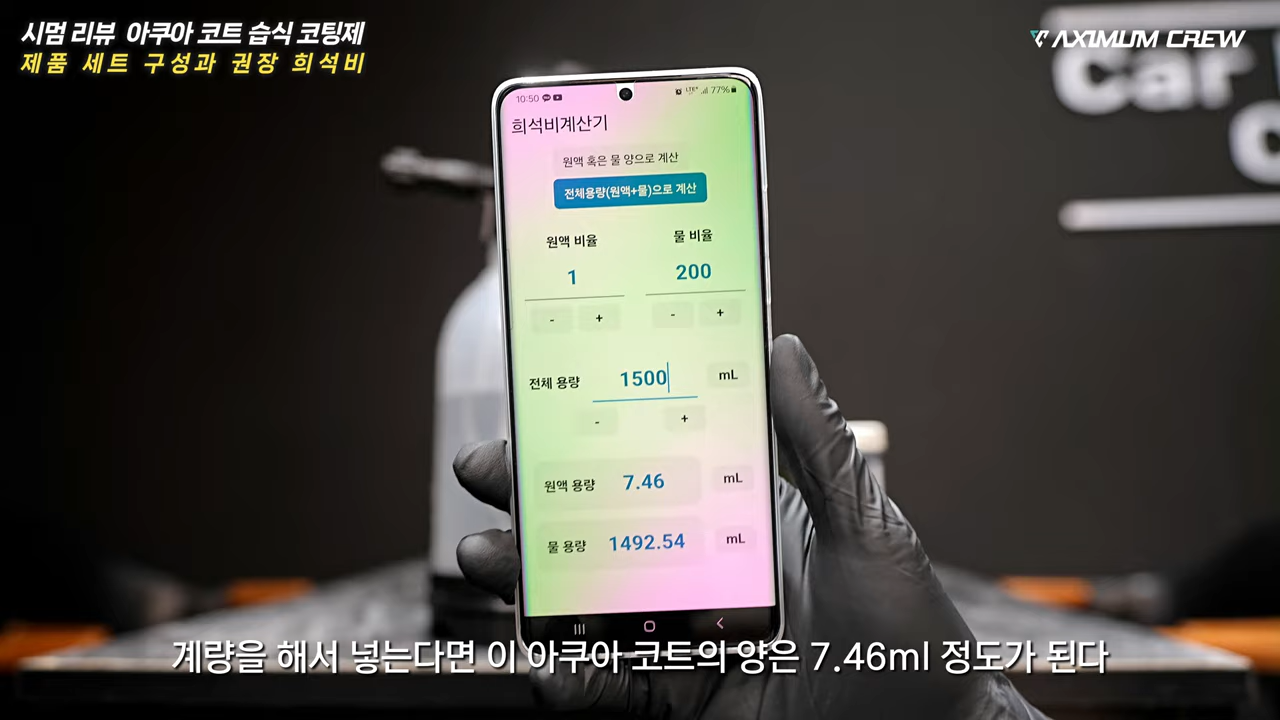 시멈 리뷰 아쿠아 코트 습식 코팅제
제품 세트 구성과 권장 희석비
AXIMUM CREW
Car
C
10:50
LTE+
77%
희석비계산기
원액 혹은 물 양으로 계산
전체용량(원액+물)으로 계산
원액 비율
물 비율
1
200
- +
- +
전체 용량
1500
mL
- +
원액 용량
7.46
mL
물 용량
1492.54
mL
계량을 해서 넣는다면 이 아쿠아 코트의 양은 7.46ml 정도가 된다